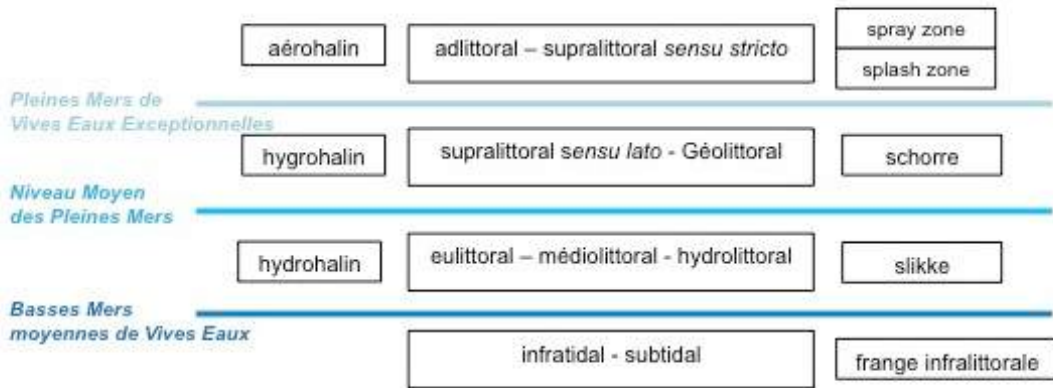 aérohalin
adlittoral – supralittoral sensu stricto
spray zone
splash zone
Pleines Mers de
Vives Eaux Exceptionnelles
hygrohalin
supralittoral sensu lato - Géolittoral
schorre
Niveau Moyen
des Pleines Mers
hydrohalin
eulittoral – médiolittoral - hydrolittoral
slikke
Basses Mers
moyennes de Vives Eaux
infratidal - subtidal
frange infralittorale